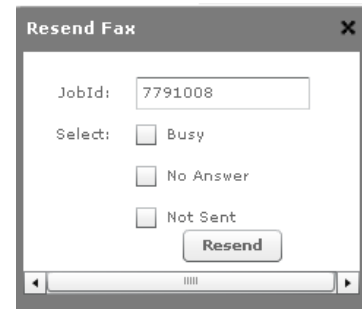 Resend Fax
JobId: 7791008
Select: Busy
No Answer
Not Sent
Resend